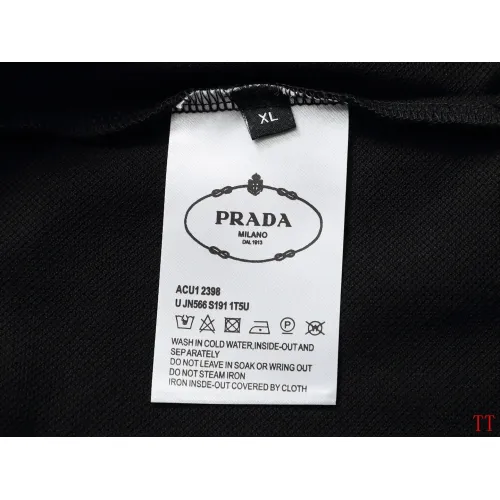 XL
PRADA
MILANO
DAL 1913
ACU1 2398
UJN566 S191 1T5U
WASH IN COLD WATER,INSIDE-OUT AND
SEPARATELY
DO NOT LEAVE IN SOAK OR WRING OUT
DO NOT STEAM IRON
IRON INSDE-OUT COVERED BY CLOTH
TT